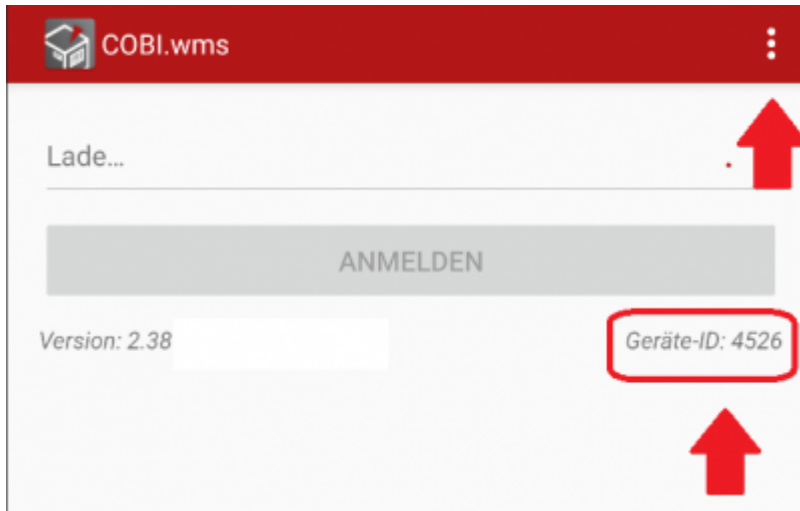 COBI.wms
Lade...
ANMELDEN
Version: 2.38
Geräte-ID: 4526